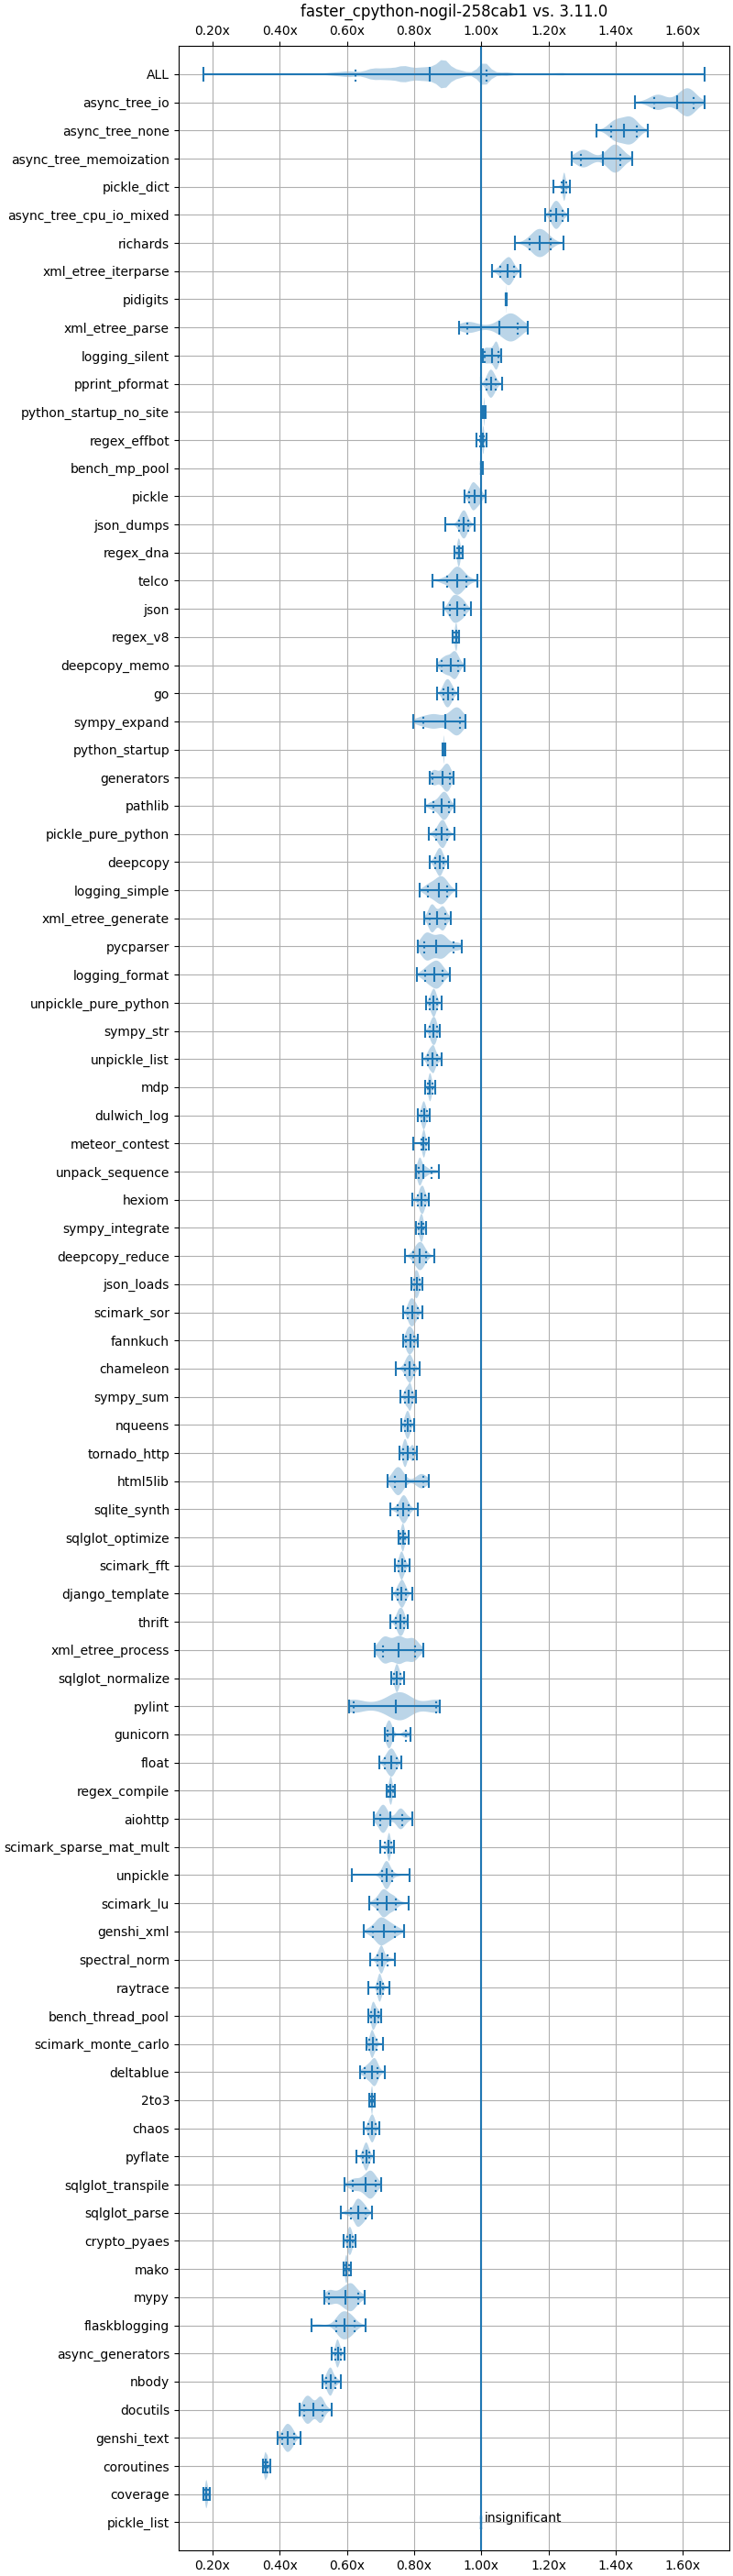 faster_cpython-nogil-258cab1 vs. 3.11.0
0.20x 0.40x 0.60x 0.80x 1.00x 1.20x 1.40x 1.60x
ALL
async_tree_io
async_tree_none
async_tree_memoization
pickle_dict
async_tree_cpu_io_mixed
richards
xml_etree_iterparse
pidigits
xml_etree_parse
logging_silent
pprint_pformat
python_startup_no_site
regex_effbot
bench_mp_pool
pickle
json_dumps
regex_dna
telco
json
regex_v8
deepcopy_memo
go
sympy_expand
python_startup
generators
pathlib
pickle_pure_python
deepcopy
logging_simple
xml_etree_generate
pycparser
logging_format
unpickle_pure_python
sympy_str
unpickle_list
mdp
dulwich_log
meteor_contest
unpack_sequence
hexiom
sympy_integrate
deepcopy_reduce
json_loads
scimark_sor
fannkuch
chameleon
sympy_sum
nqueens
tornado_http
html5lib
sqlite_synth
sqlglot_optimize
scimark_fft
django_template
thrift
xml_etree_process
sqlglot_normalize
pylint
gunicorn
float
regex_compile
aiohttp
scimark_sparse_mat_mult
unpickle
scimark_lu
genshi_xml
spectral_norm
raytrace
bench_thread_pool
scimark_monte_carlo
deltablue
2to3
chaos
pyflate
sqlglot_transpile
sqlglot_parse
crypto_pyaes
mako
mypy
flaskblogging
async_generators
nbody
docutils
genshi_text
coroutines
coverage
pickle_list insignificant
0.20x 0.40x 0.60x 0.80x 1.00x 1.20x 1.40x 1.60x